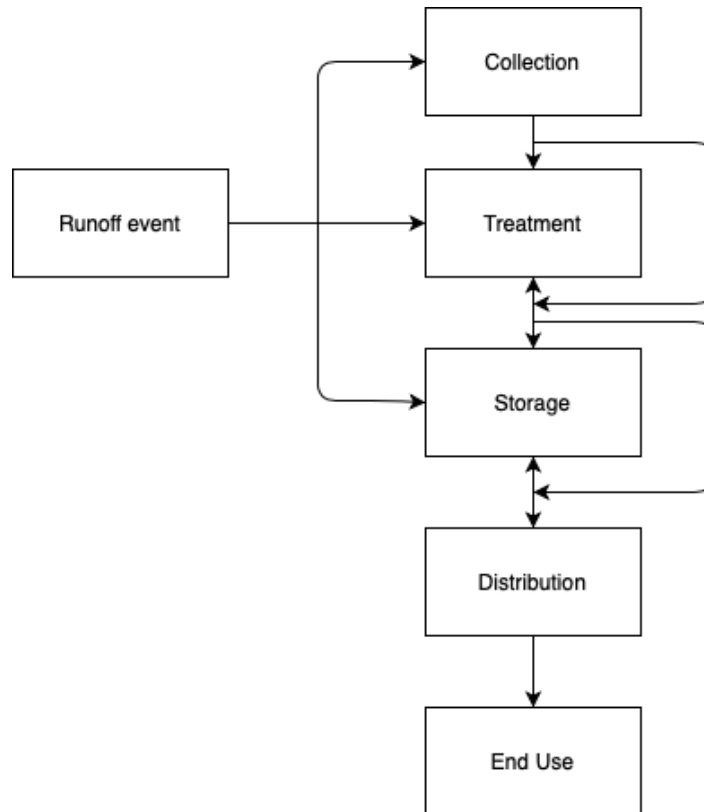 Collection
Runoff event
Treatment
Storage
Distribution
End Use